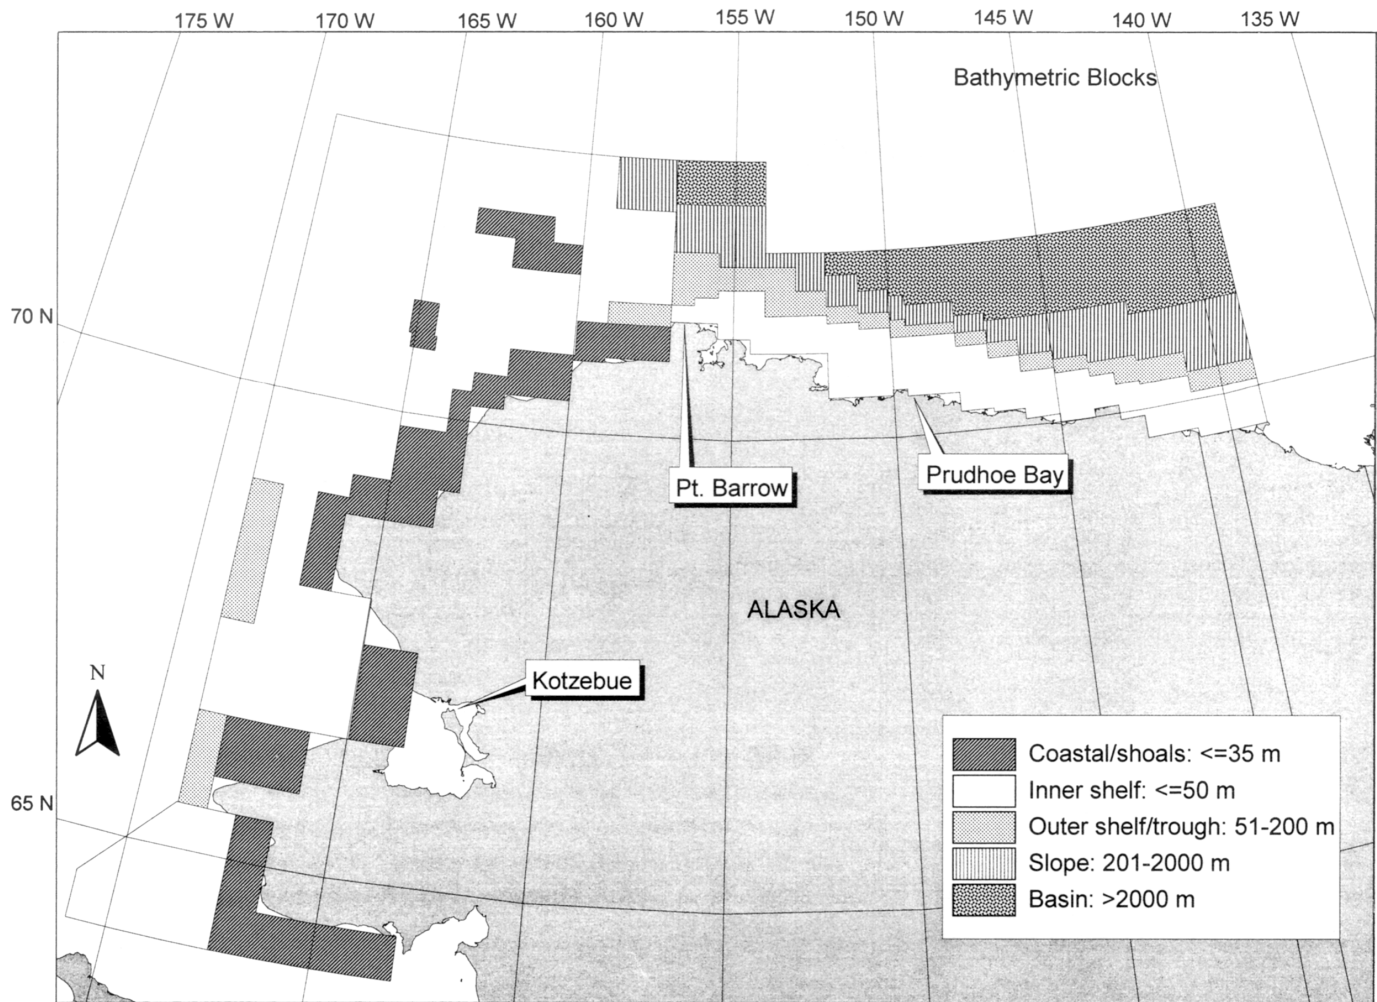 175 W 170 W 165 W 160 W 155 W 150 W 145 W 140 W 135 W
Bathymetric Blocks
70 N
Pt. Barrow
Prudhoe Bay
ALASKA
N
Kotzebue
65 N
Coastal/shoals: <=35 m
Inner shelf: <=50 m
Outer shelf/trough: 51-200 m
Slope: 201-2000 m
Basin: >2000 m